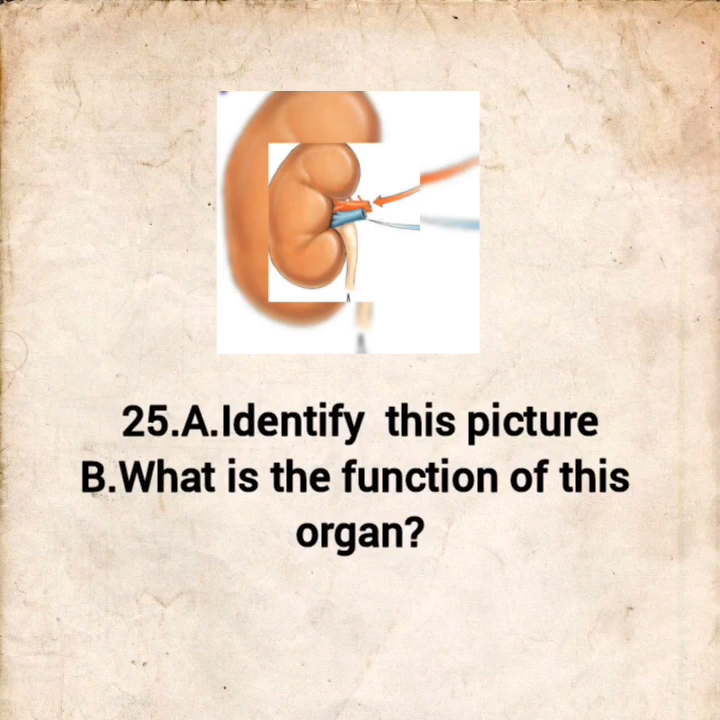 25.A.Identify  this picture
B.What is the function of this
organ?